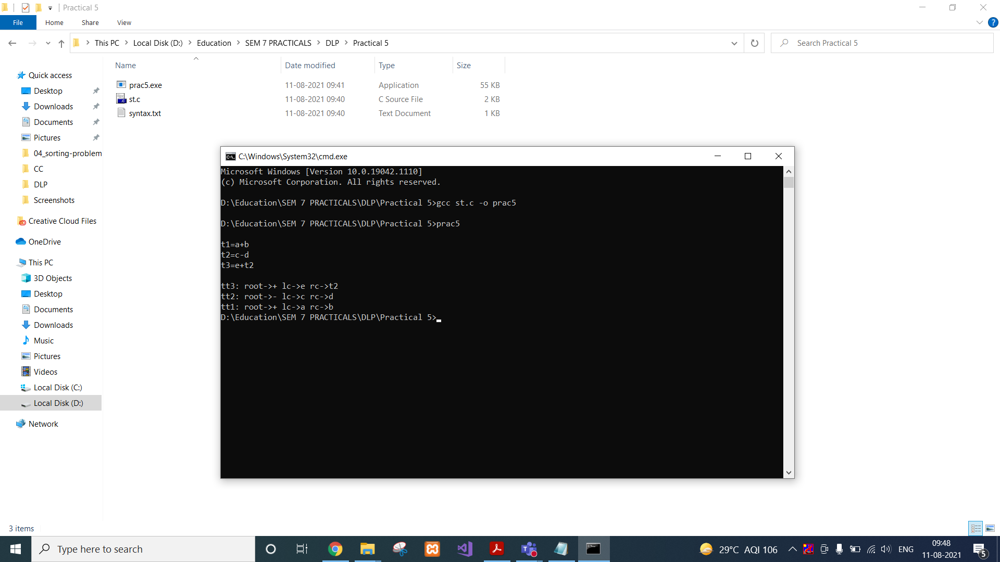 Practical 5
File Home Share View
This PC Local Disk (D:) Education SEM 7 PRACTICALS DLP Practical 5
Search Practical 5
Name Date modified Type Size
prac5.exe 11-08-2021 09:41 Application 55 KB
st.c 11-08-2021 09:40 C Source File 2 KB
syntax.txt 11-08-2021 09:40 Text Document 1 KB
Quick access
Desktop
Downloads
Documents
Pictures
04_sorting-problem
CC
DLP
Screenshots
Creative Cloud Files
OneDrive
This PC
3D Objects
Desktop
Documents
Downloads
Music
Pictures
Videos
Local Disk (C:)
Local Disk (D:)
Network
C:\Windows\System32\cmd.exe
Microsoft Windows [Version 10.0.19042.1110]
(c) Microsoft Corporation. All rights reserved.
D:\Education\SEM 7 PRACTICALS\DLP\Practical 5>gcc st.c -o prac5
D:\Education\SEM 7 PRACTICALS\DLP\Practical 5>prac5
t1=a+b
t2=c-d
t3=e+t2
tt3: root->+ lc->e rc->t2
tt2: root->- lc->c rc->d
tt1: root->+ lc->a rc->b
D:\Education\SEM 7 PRACTICALS\DLP\Practical 5>
3 items
Type here to search
29°C AQI 106
ENG
09:48
11-08-2021
5